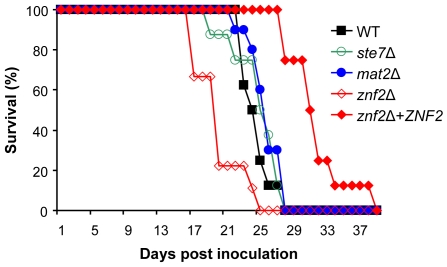 Survival (%)
100
80
60
40
20
0
1 5 9 13 17 21 25 29 33 37
Days post inoculation
WT
ste7Δ
mat2Δ
znf2Δ
znf2Δ+ZNF2